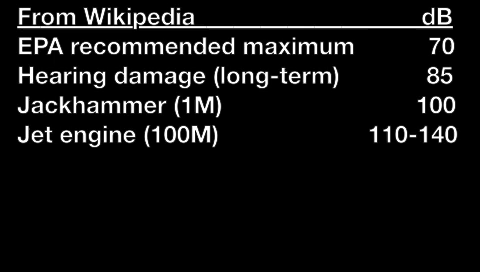 From Wikipedia dB
EPA recommended maximum 70
Hearing damage (long-term) 85
Jackhammer (1M) 100
Jet engine (100M) 110-140